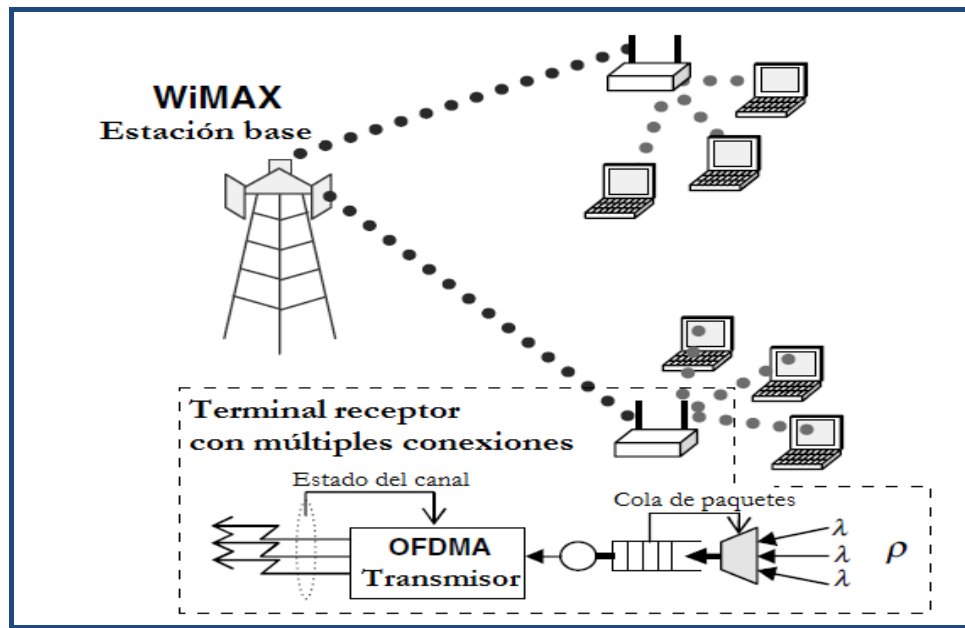 WiMAX
Estación base
Terminal receptor
con múltiples conexiones
Estado del canal
Cola de paquetes
OFDMA
Transmisor
λ
λ
λ
ρ